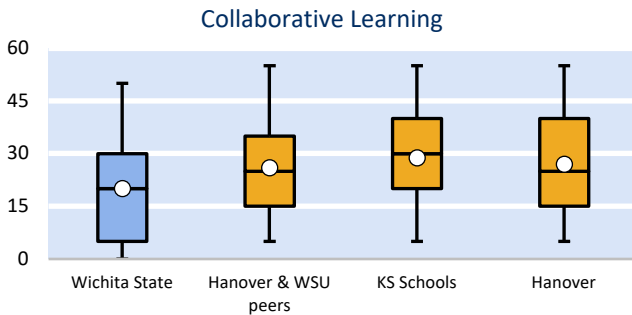 Collaborative Learning
60
45
30
15
0
Wichita State
Hanover & WSU
peers
KS Schools
Hanover